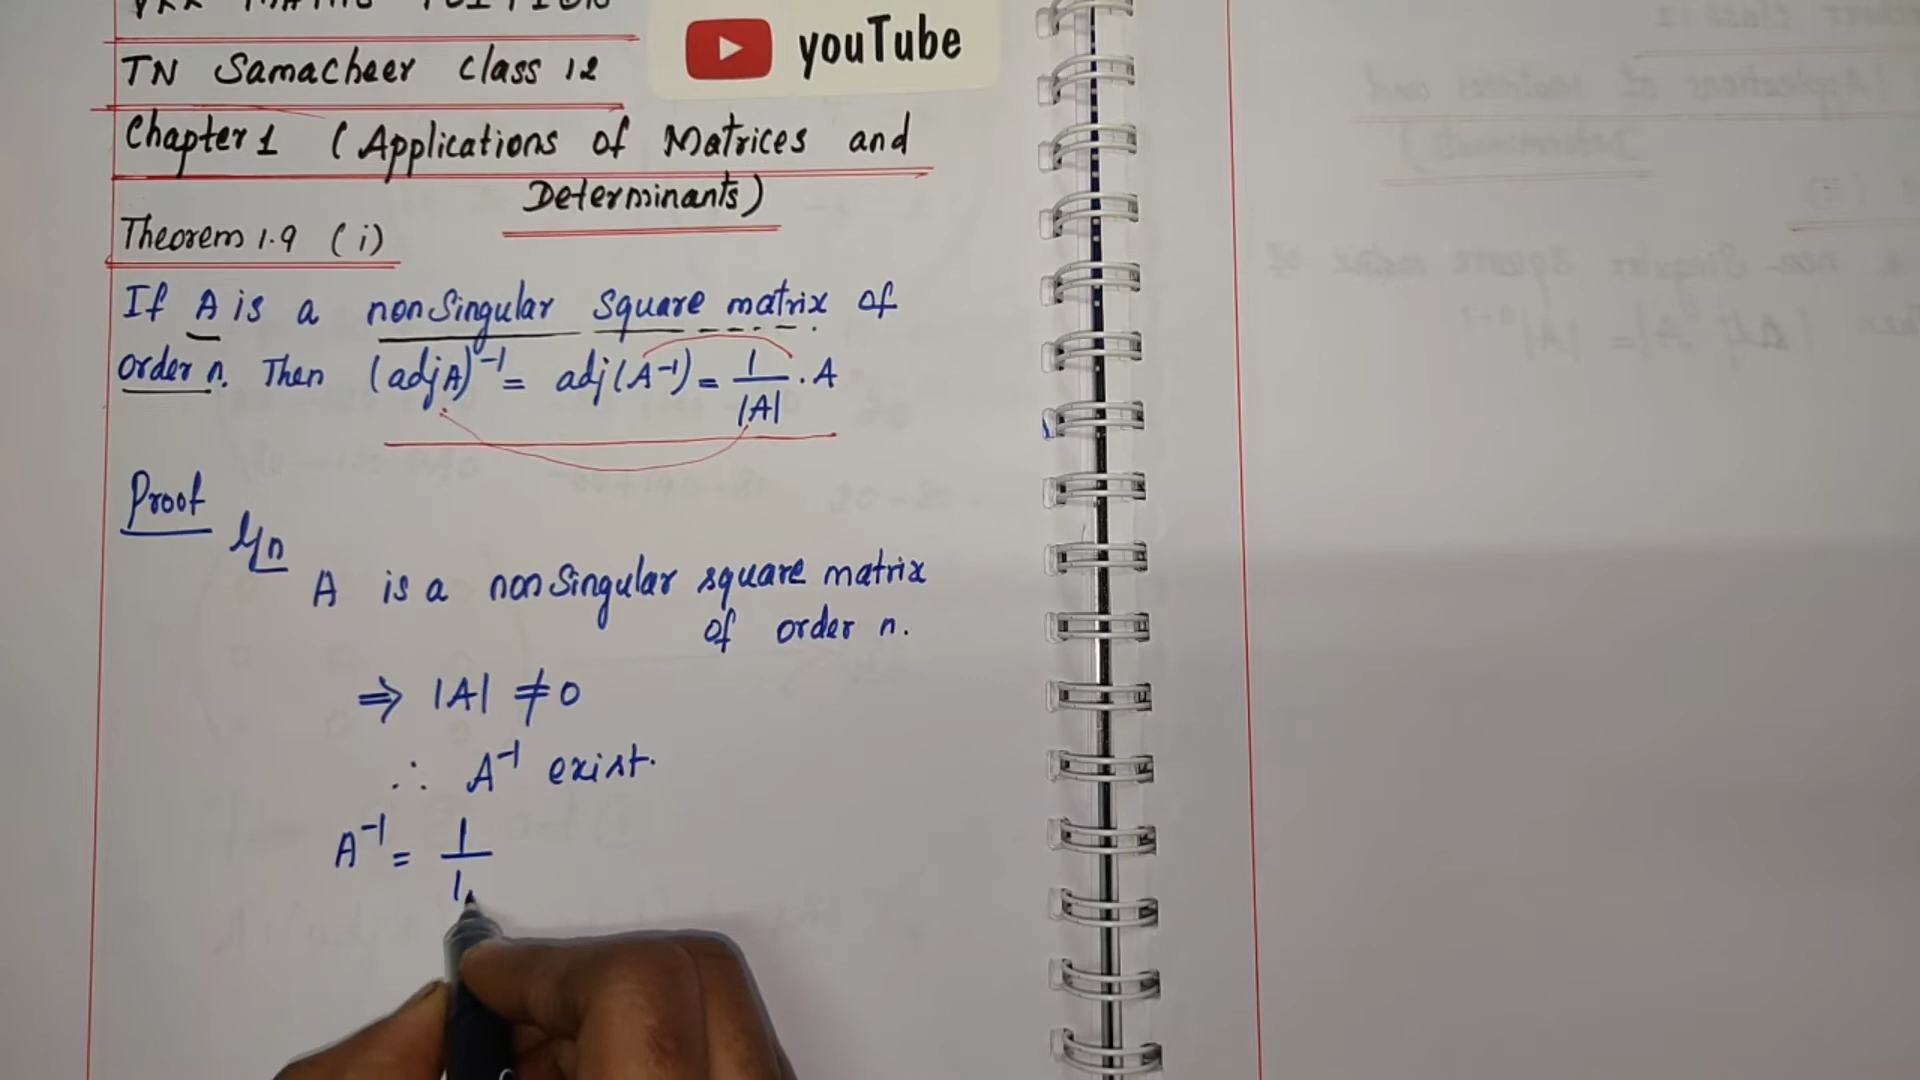 MATHS TUITION
TN Samacheer class 12
youTube
Chapter 1 (Applications of Matrices and
Determinants)
Theorem 1.9 (i)
If A is a nonSingular Square matrix of
order n. Then (adj A)⁻¹ = adj(A⁻¹) = 1/|A| . A
Proof
A is a nonSingular square matrix
of order n.
⇒ |A| ≠ 0
∴ A⁻¹ exist.
A⁻¹ = 1/|